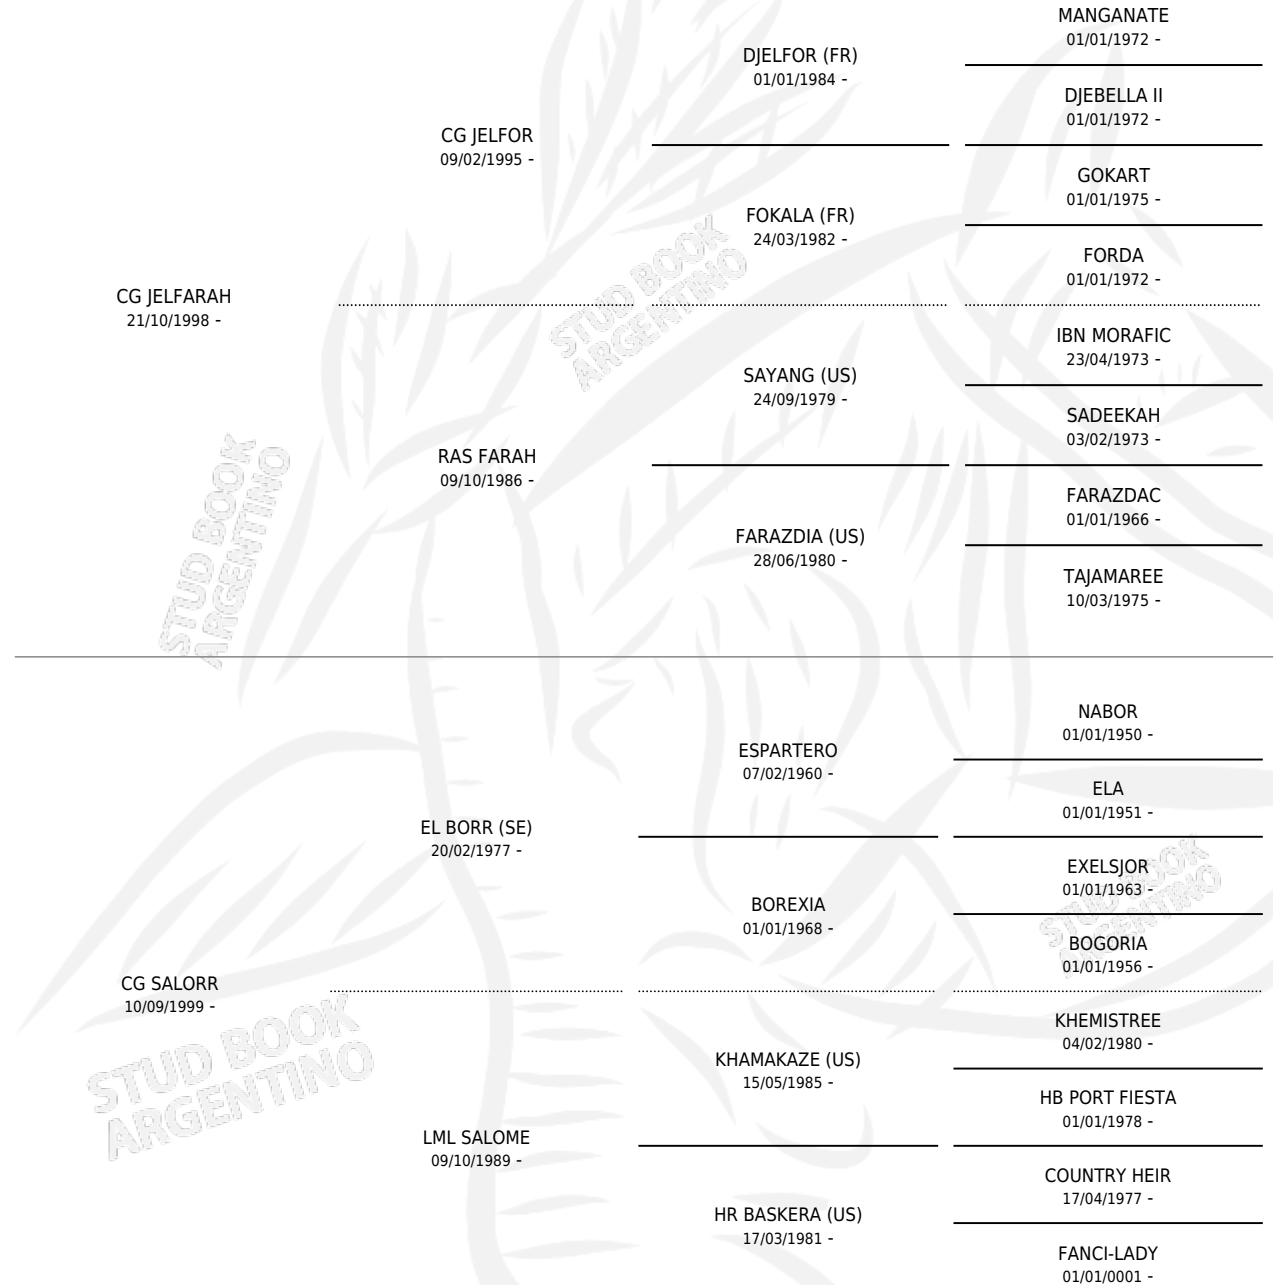 MANGANATE
01/01/1972 -
DJELFOR (FR)
01/01/1984 -
DJEBELLA II
01/01/1972 -
CG JELFOR
09/02/1995 -
GOKART
01/01/1975 -
FOKALA (FR)
24/03/1982 -
FORDA
01/01/1972 -
CG JELFARAH
21/10/1998 -
STUD BOOK
ARGENTINO
IBN MORAFIC
23/04/1973 -
SAYANG (US)
24/09/1979 -
SADEEKAH
03/02/1973 -
RAS FARAH
09/10/1986 -
FARAZDAC
01/01/1966 -
FARAZDIA (US)
28/06/1980 -
TAJAMAREE
10/03/1975 -
STUD BOOK
ARGENTINO
NABOR
01/01/1950 -
ESPARTERO
07/02/1960 -
ELA
01/01/1951 -
EL BORR (SE)
20/02/1977 -
EXELSJOR
01/01/1963 -
BOREXIA
01/01/1968 -
BOGORIA
01/01/1956 -
STUD BOOK
ARGENTINO
CG SALORR
10/09/1999 -
KHEMISTREE
04/02/1980 -
KHAMAKAZE (US)
15/05/1985 -
HB PORT FIESTA
01/01/1978 -
STUD BOOK
ARGENTINO
LML SALOME
09/10/1989 -
COUNTRY HEIR
17/04/1977 -
HR BASKERA (US)
17/03/1981 -
FANCI-LADY
01/01/0001 -